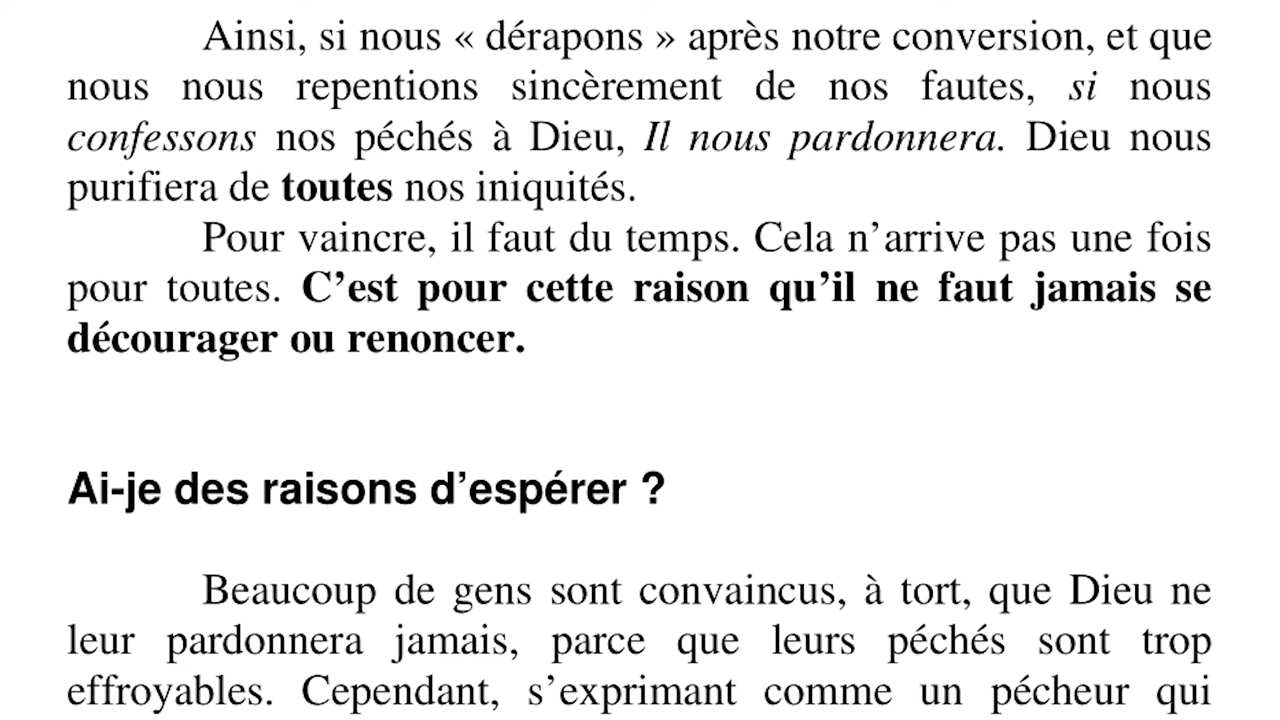 Ainsi, si nous « dérapons » après notre conversion, et que
nous nous repentions sincèrement de nos fautes, si nous
confessons nos péchés à Dieu, Il nous pardonnera. Dieu nous
purifiera de toutes nos iniquités.
Pour vaincre, il faut du temps. Cela n’arrive pas une fois
pour toutes. C’est pour cette raison qu’il ne faut jamais se
décourager ou renoncer.
Ai-je des raisons d’espérer ?
Beaucoup de gens sont convaincus, à tort, que Dieu ne
leur pardonnera jamais, parce que leurs péchés sont trop
effroyables. Cependant, s’exprimant comme un pécheur qui